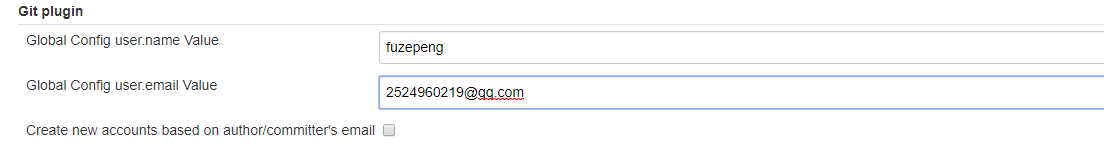 Git plugin
Global Config user.name Value
fuzepeng
Global Config user.email Value
2524960219@qq.com
Create new accounts based on author/committer's email